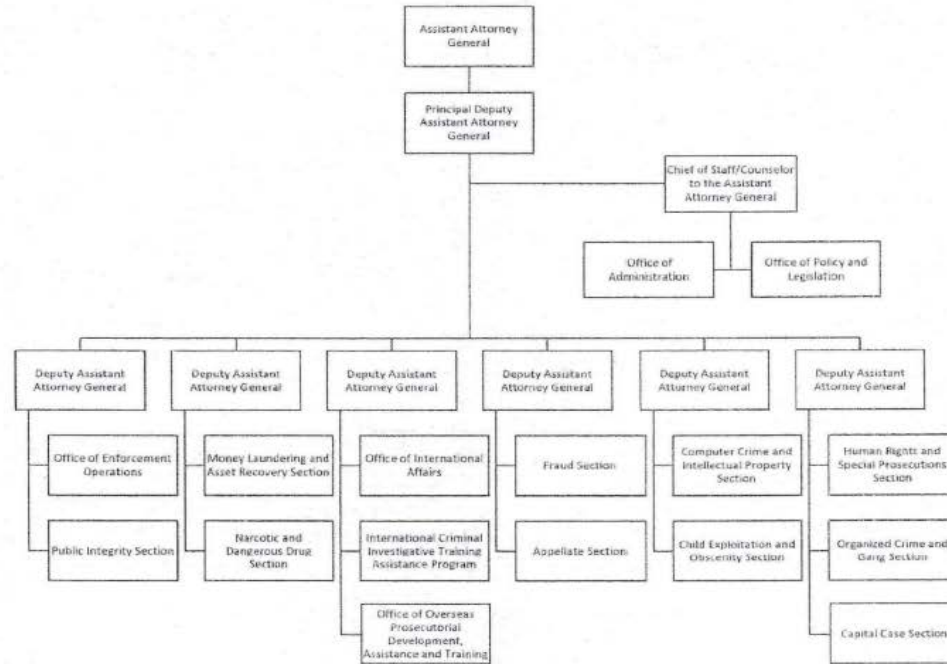 Assistant Attorney
General
Principal Deputy
Assistant Attorney
General
Chief of Staff/Counselor
to the Assistant
Attorney General
Office of
Administration
Office of Policy and
Legislation
Deputy Assistant
Attorney General
Deputy Assistant
Attorney General
Deputy Assistant
Attorney General
Deputy Assistant
Attorney General
Deputy Assistant
Attorney General
Deputy Assistant
Attorney General
Office of Enforcement
Operations
Money Laundering and
Asset Recovery Section
Office of International
Affairs
Fraud Section
Computer Crime and
Intellectual Property
Section
Human Rights and
Special Prosecutions
Section
Public Integrity Section
Narcotic and
Dangerous Drug
Section
International Criminal
Investigative Training
Assistance Program
Appellate Section
Child Exploitation and
Obscenity Section
Organized Crime and
Gang Section
Office of Overseas
Prosecutorial
Development,
Assistance and Training
Capital Case Section